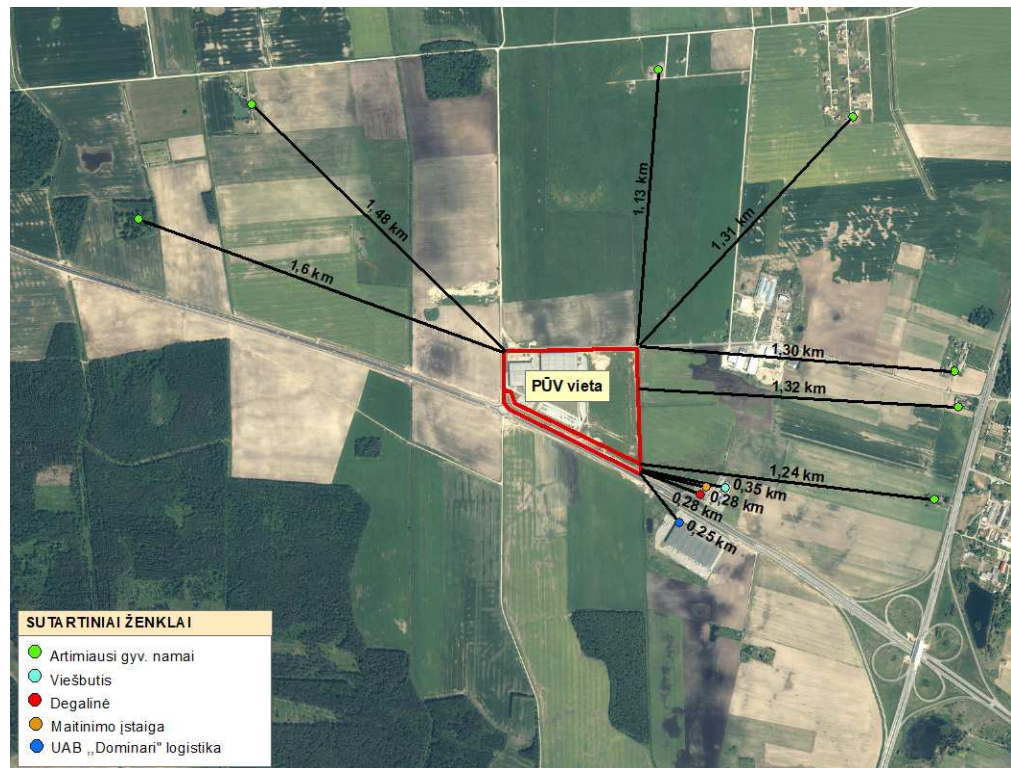 1,48 km
1,6 km
1,13 km
1,31 km
1,30 km
1,32 km
PŪV vieta
1,24 km
0,35 km
0,28 km
0,28 km
0,25 km
SUTARTINIAI ŽENKLAI
Artimiausi gyv. namai
Viešbutis
Degalinė
Maitinimo įstaiga
UAB ,,Dominari" logistika